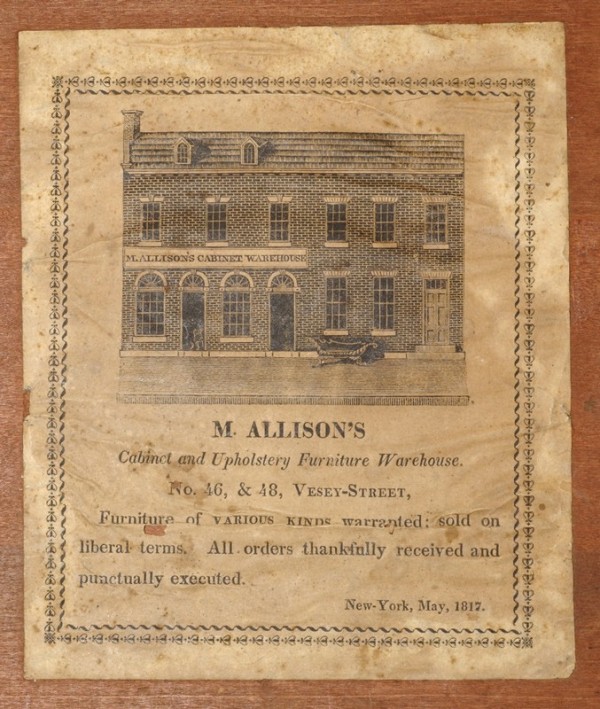 M. ALLISON'S CABINET WAREHOUSE
M. ALLISON'S
Cabinet and Upholstery Furniture Warehouse.
No. 46, & 48, VESEY-STREET,
Furniture of VARIOUS KINDS warranted; sold on
liberal terms. All orders thankfully received and
punctually executed.
New-York, May, 1817.